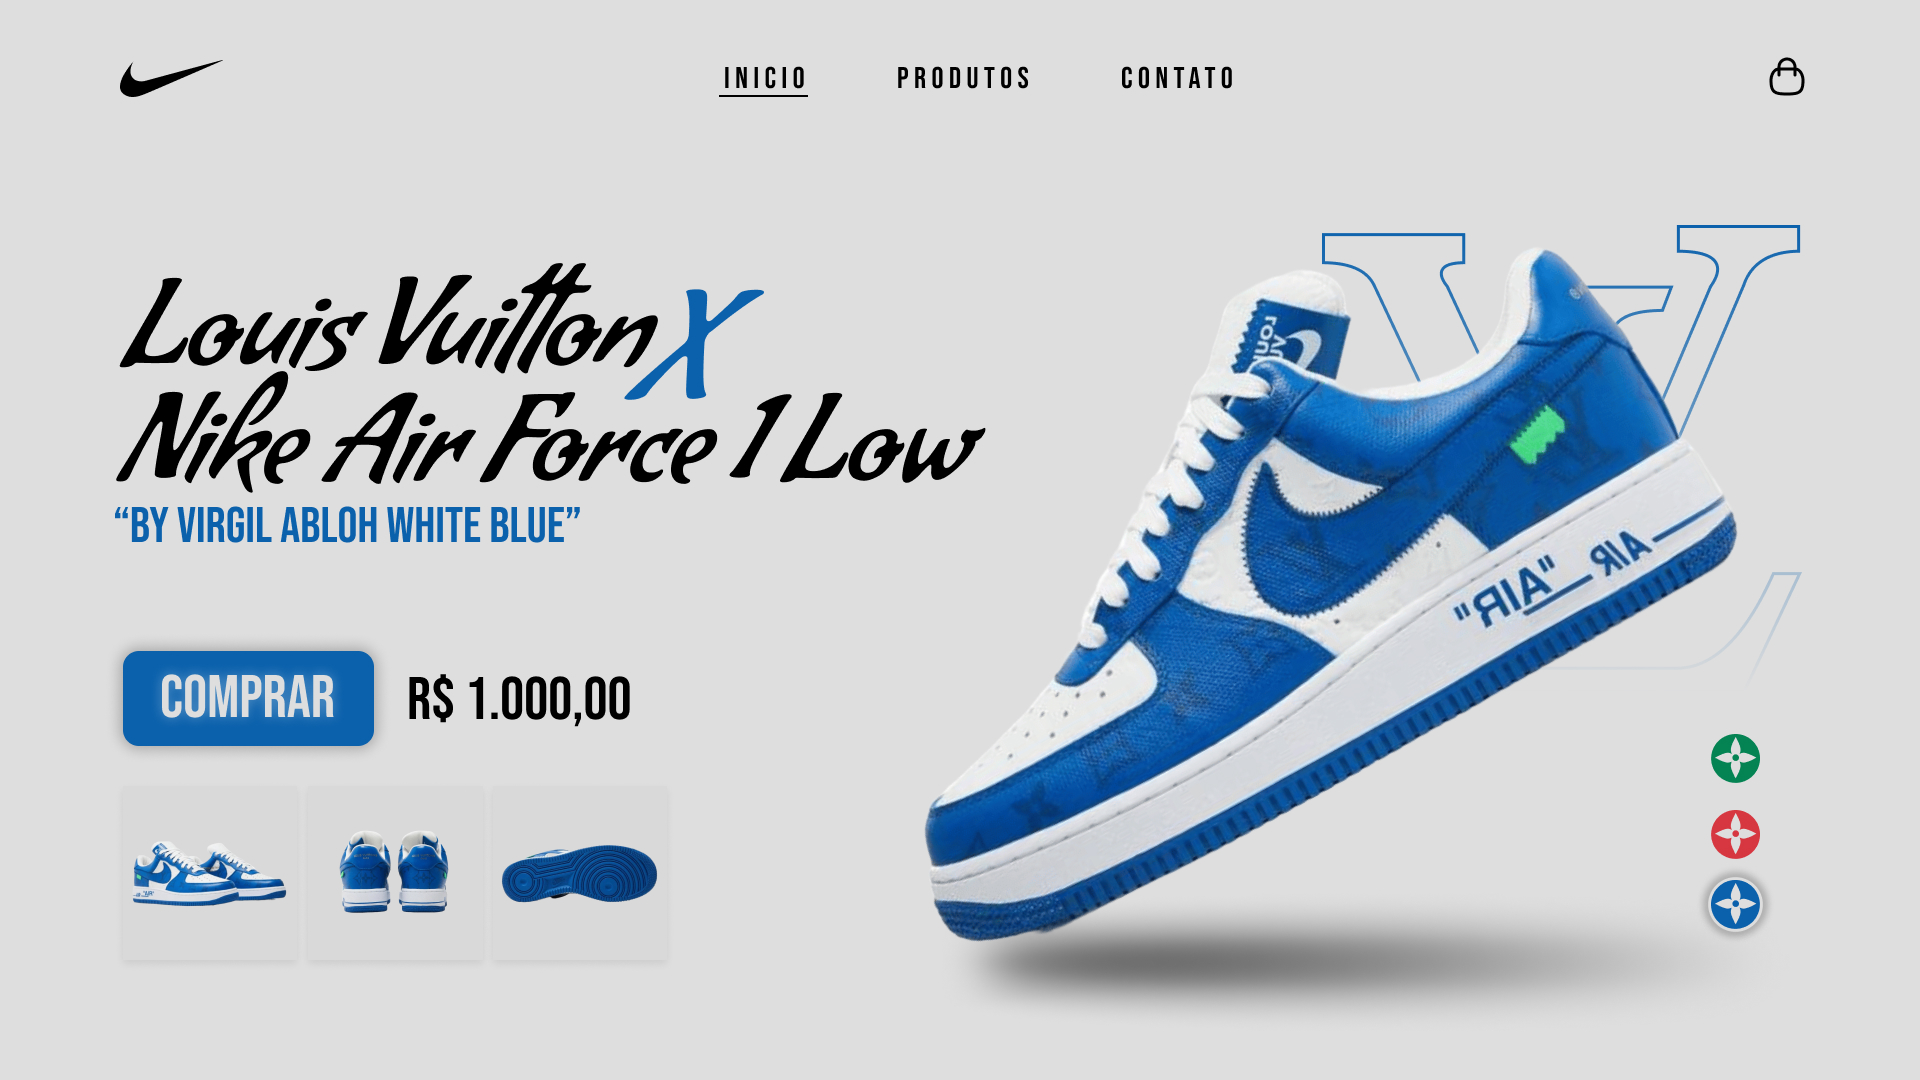 INICIO PRODUTOS CONTATO
Louis Vuitton X
Nike Air Force 1 Low
“BY VIRGIL ABLOH WHITE BLUE”
COMPRAR R$ 1.000,00
"AIR" AIR